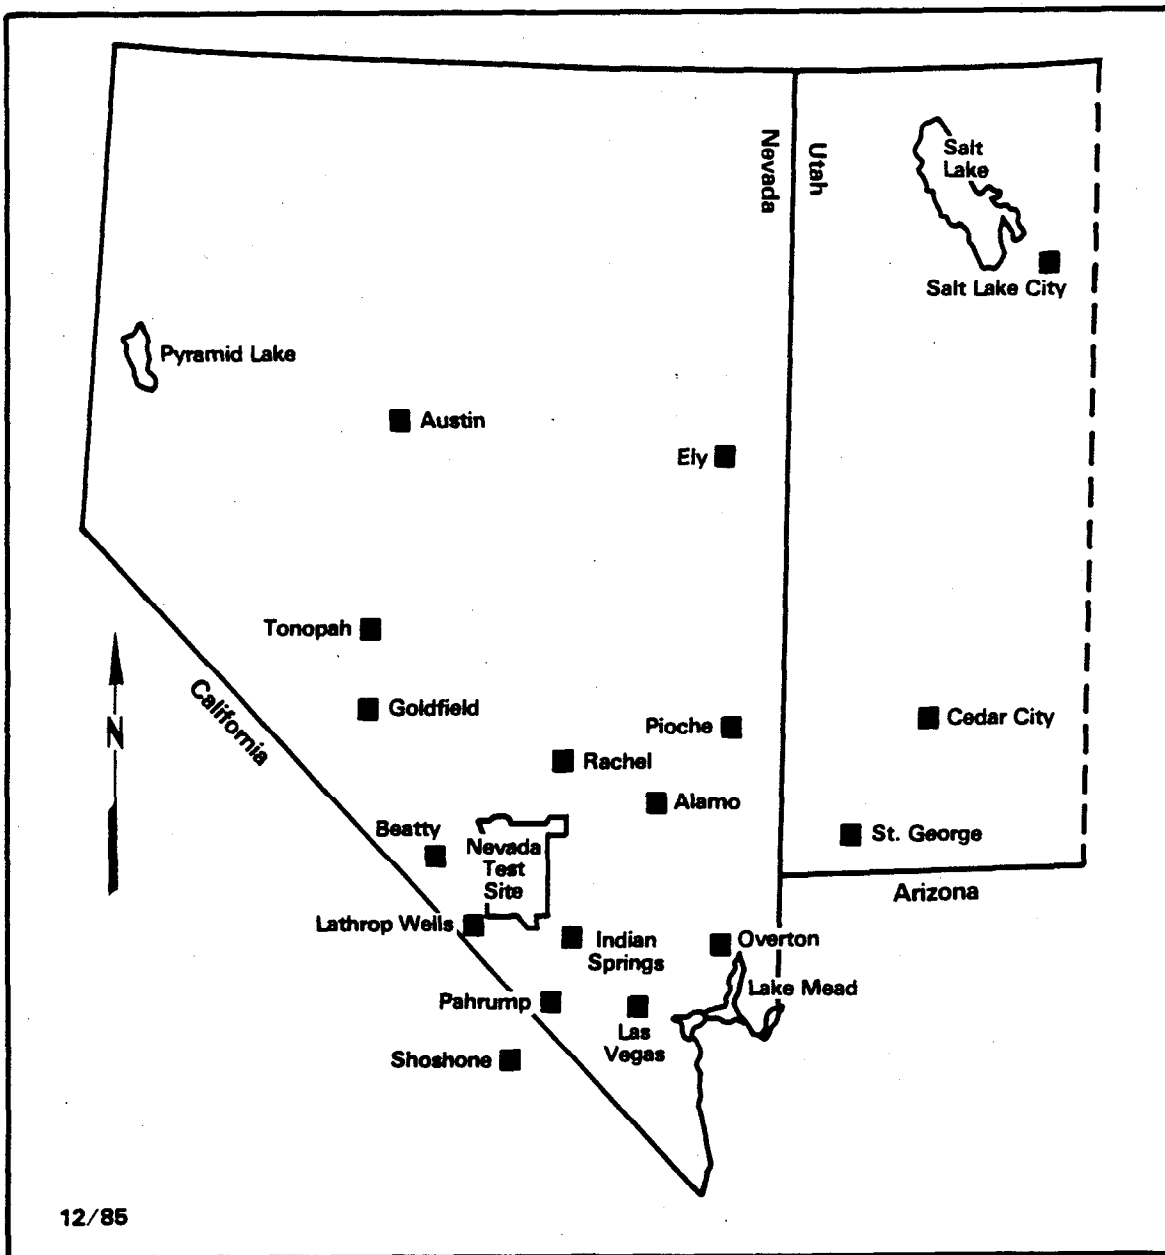 Nevada
Utah
Salt
Lake
Salt Lake City
Pyramid Lake
Austin
Ely
Tonopah
California
N
Goldfield
Pioche
Cedar City
Rachel
Alamo
Beatty
Nevada
Test
Site
St. George
Arizona
Lathrop Wells
Indian
Springs
Overton
Lake Mead
Pahrump
Las
Vegas
Shoshone
12/85